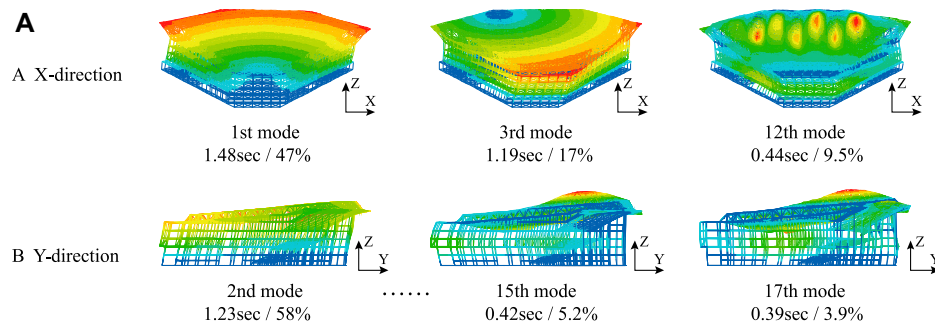 A
A X-direction
Z
X
Z
X
Z
X
1st mode
3rd mode
12th mode
1.48sec / 47%
1.19sec / 17%
0.44sec / 9.5%
B Y-direction
Z
Y
Z
Y
Z
Y
2nd mode
......
15th mode
17th mode
1.23sec / 58%
0.42sec / 5.2%
0.39sec / 3.9%